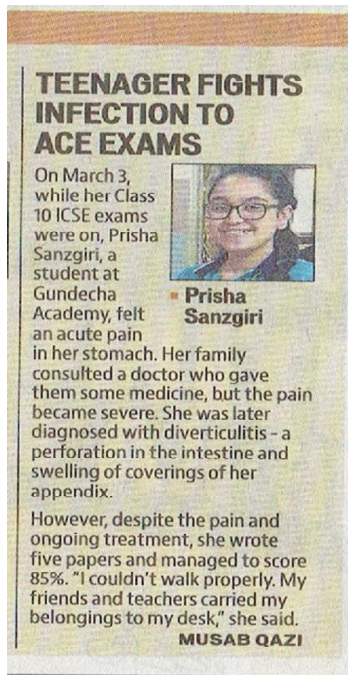 TEENAGER FIGHTS
INFECTION TO
ACE EXAMS
On March 3,
while her Class
10 ICSE exams
were on, Prisha
Sanzgiri, a
student at
Gundecha
Academy, felt
an acute pain
in her stomach. Her family
consulted a doctor who gave
them some medicine, but the pain
became severe. She was later
diagnosed with diverticulitis - a
perforation in the intestine and
swelling of coverings of her
appendix.
Prisha
Sanzgiri
However, despite the pain and
ongoing treatment, she wrote
five papers and managed to score
85%. "I couldn't walk properly. My
friends and teachers carried my
belongings to my desk," she said.
MUSAB QAZI